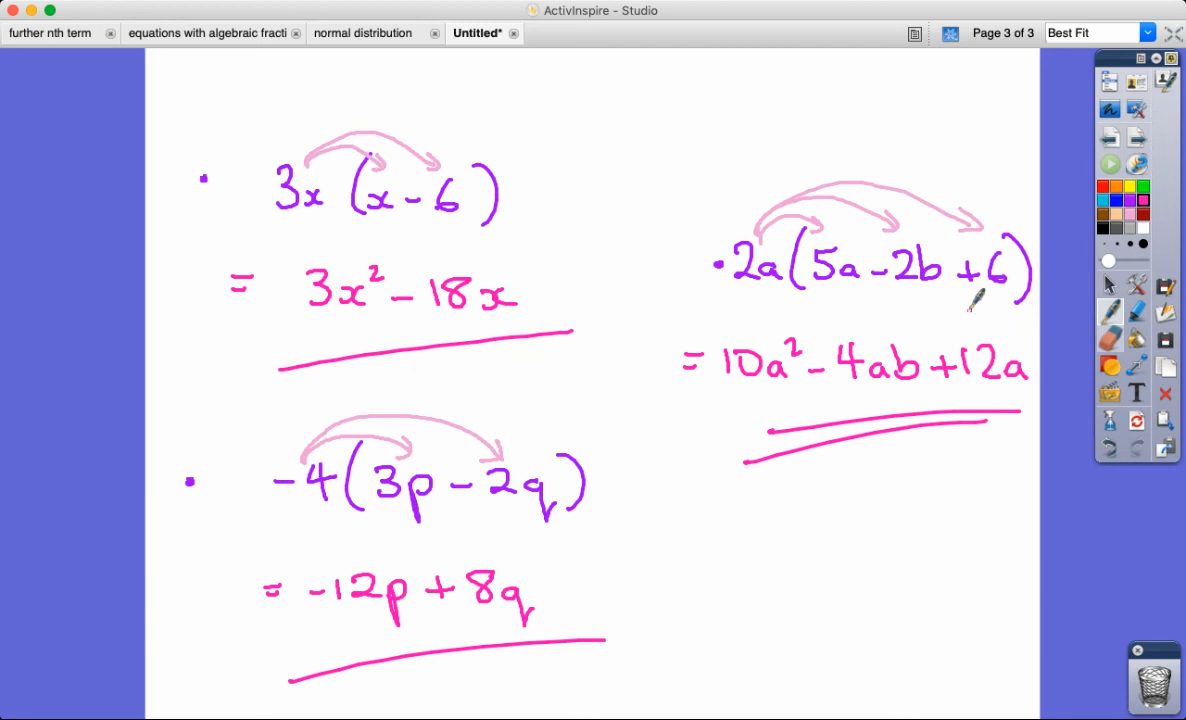 ActivInspire - Studio
further nth term
equations with algebraic fracti
normal distribution
Untitled*
Page 3 of 3
Best Fit
3x(x - 6)
= 3x² - 18x
-4(3p - 2q)
= -12p + 8q
2a(5a - 2b + 6)
= 10a² - 4ab + 12a
T